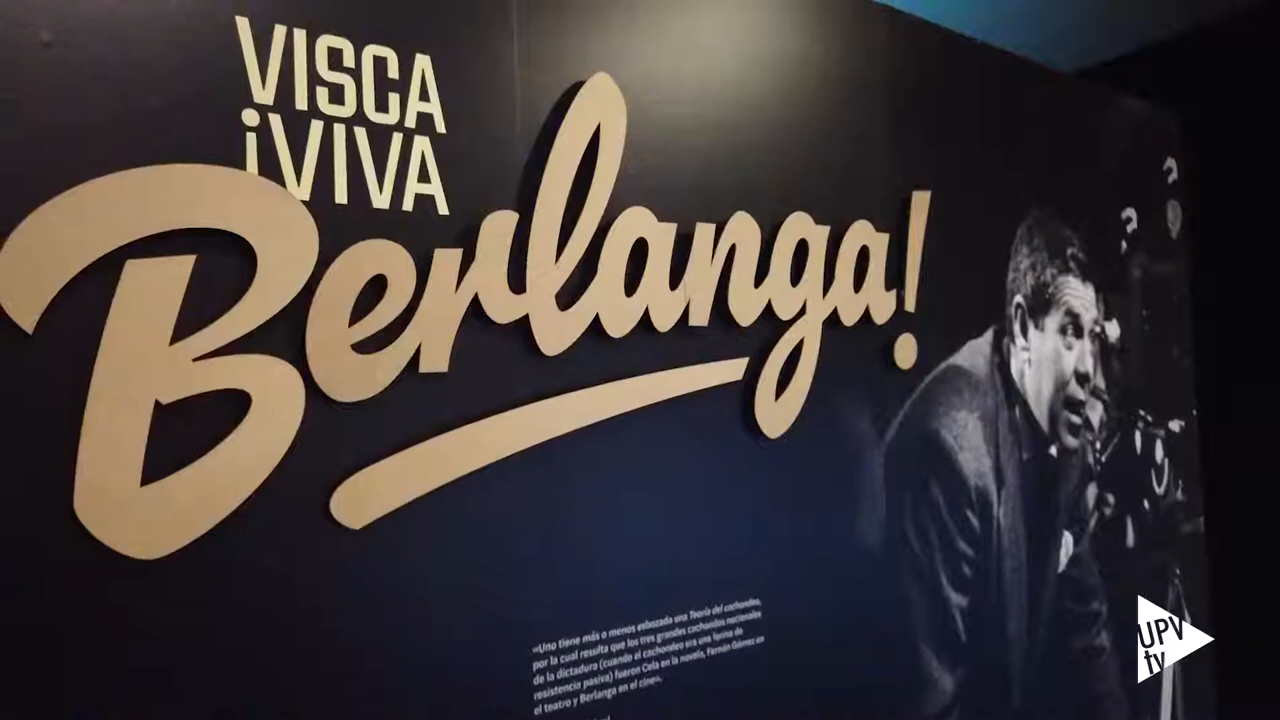 VISCA
¡VIVA
Berlanga!
«Uno tiene más o menos esbozada una Teoría del cachondeo,
por la cual resulta que los tres grandes cachondos nacionales
de la dictadura (cuando el cachondeo era una forma de
resistencia pasiva) fueron Cela en la novela, Fernán Gómez en
el teatro y Berlanga en el cine».
UPV
tv